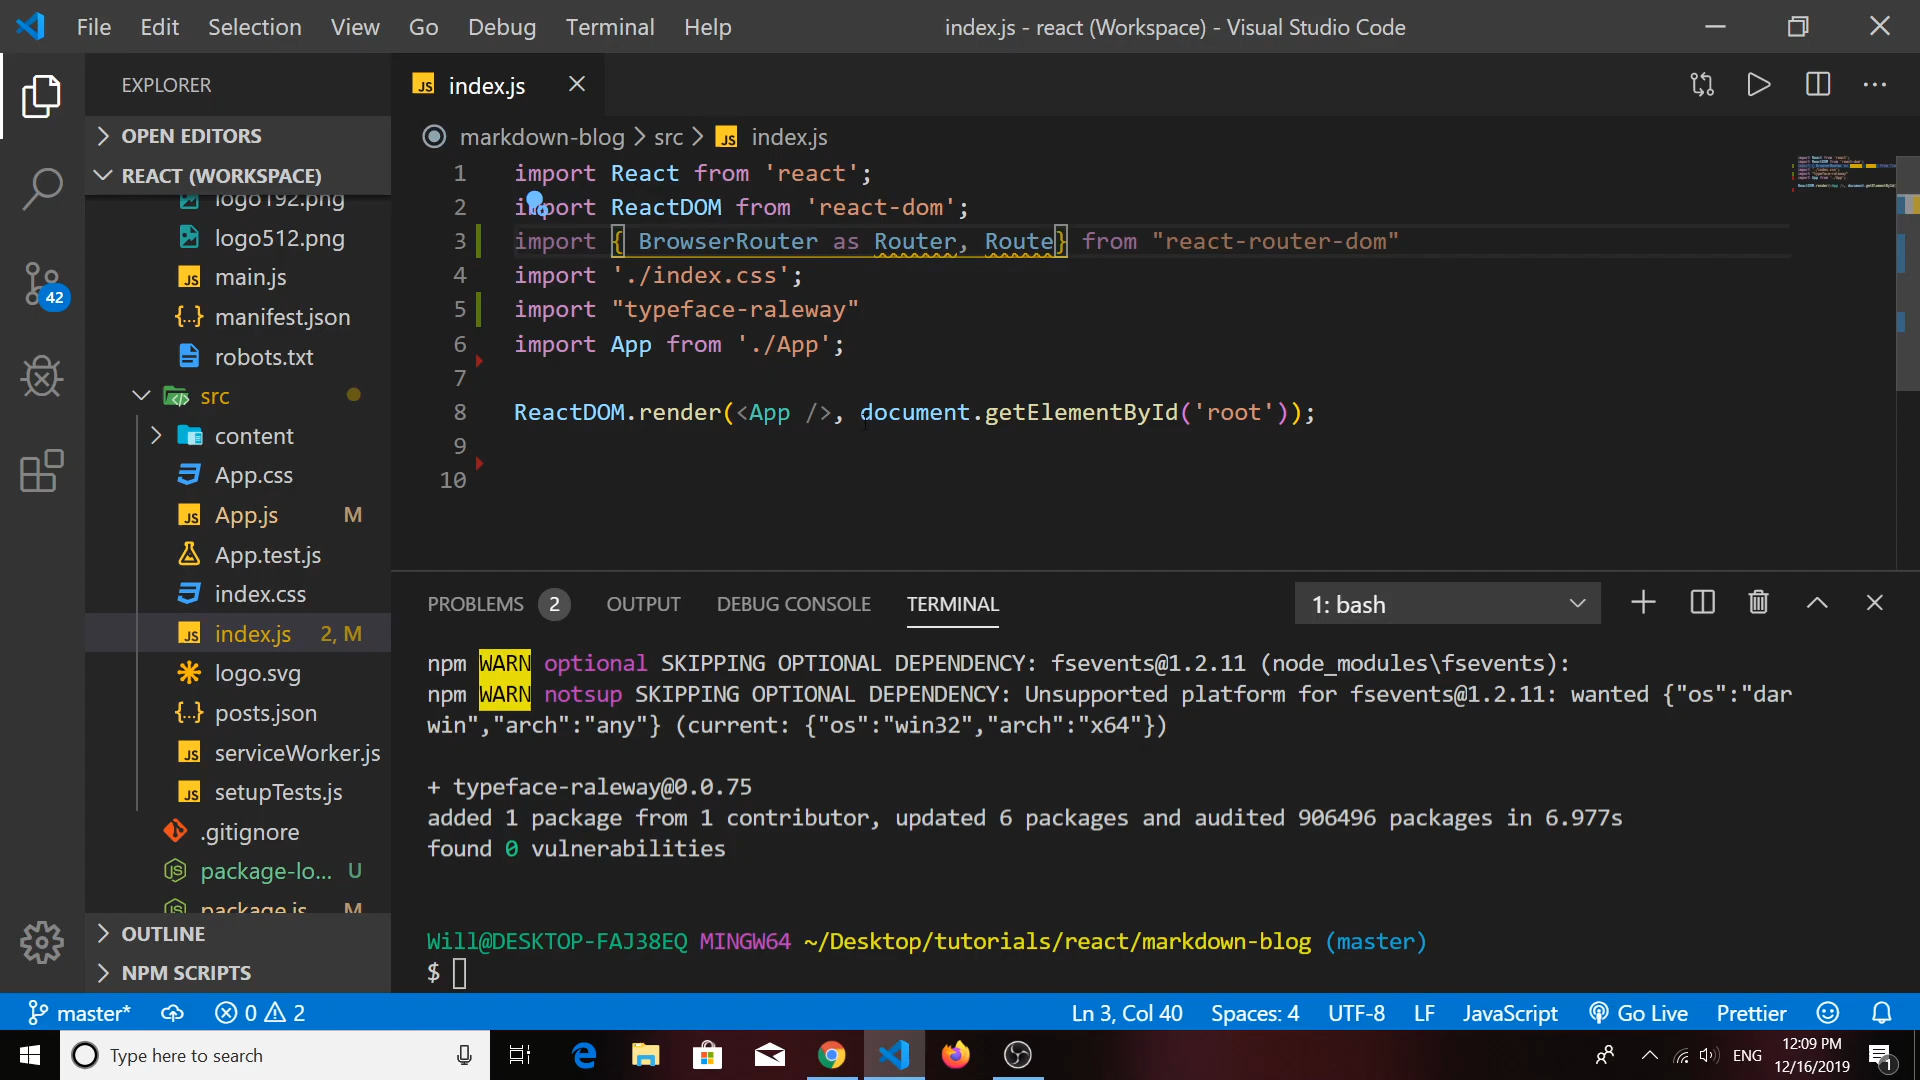 File Edit Selection View Go Debug Terminal Help index.js - react (Workspace) - Visual Studio Code
EXPLORER
OPEN EDITORS
REACT (WORKSPACE)
logo192.png
logo512.png
main.js
manifest.json
robots.txt
src
content
App.css
App.js M
App.test.js
index.css
index.js 2, M
logo.svg
posts.json
serviceWorker.js
setupTests.js
.gitignore
package-lo... U
package.js M
OUTLINE
NPM SCRIPTS
42
JS index.js
markdown-blog > src > JS index.js
1 import React from 'react';
2 import ReactDOM from 'react-dom';
3 import { BrowserRouter as Router, Route} from "react-router-dom"
4 import './index.css';
5 import "typeface-raleway"
6 import App from './App';
7
8 ReactDOM.render(<App />, document.getElementById('root'));
9
10
PROBLEMS 2 OUTPUT DEBUG CONSOLE TERMINAL 1: bash
npm WARN optional SKIPPING OPTIONAL DEPENDENCY: fsevents@1.2.11 (node_modules\fsevents):
npm WARN notsup SKIPPING OPTIONAL DEPENDENCY: Unsupported platform for fsevents@1.2.11: wanted {"os":"dar
win","arch":"any"} (current: {"os":"win32","arch":"x64"})
+ typeface-raleway@0.0.75
added 1 package from 1 contributor, updated 6 packages and audited 906496 packages in 6.977s
found 0 vulnerabilities
Will@DESKTOP-FAJ38EQ MINGW64 ~/Desktop/tutorials/react/markdown-blog (master)
$
master* 0 2 Ln 3, Col 40 Spaces: 4 UTF-8 LF JavaScript Go Live Prettier
Type here to search ENG 12:09 PM
12/16/2019 1